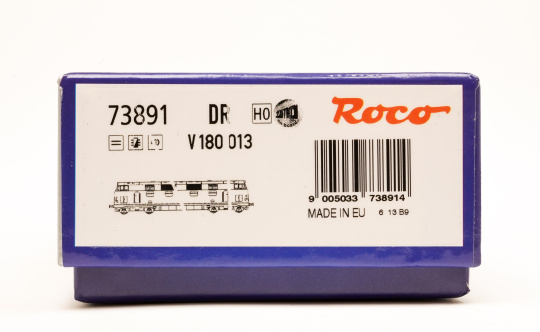 73891 DR H0 Roco
V 180 013
9 005033 738914
MADE IN EU 6 13 B9